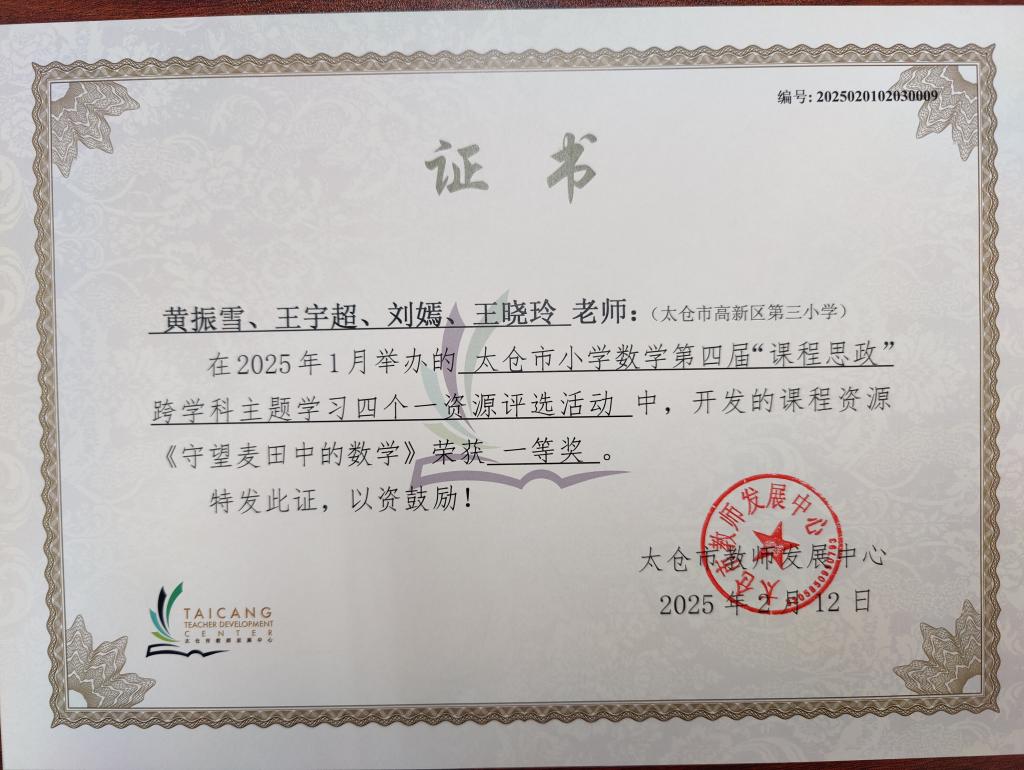 编号: 2025020102030009
证 书
黄振雪、王宇超、刘嫣、王晓玲 老师：（太仓市高新区第三小学）
在2025年1月举办的 太仓市小学数学第四届“课程思政”
跨学科主题学习四个一资源评选活动 中，开发的课程资源
《守望麦田中的数学》荣获 一等奖 。
特发此证，以资鼓励！
太仓市教师发展中心
太仓市教师发展中心
2025 年 2 月 12 日
TAICANG
TEACHER DEVELOPMENT
CENTER
太仓市教师发展中心